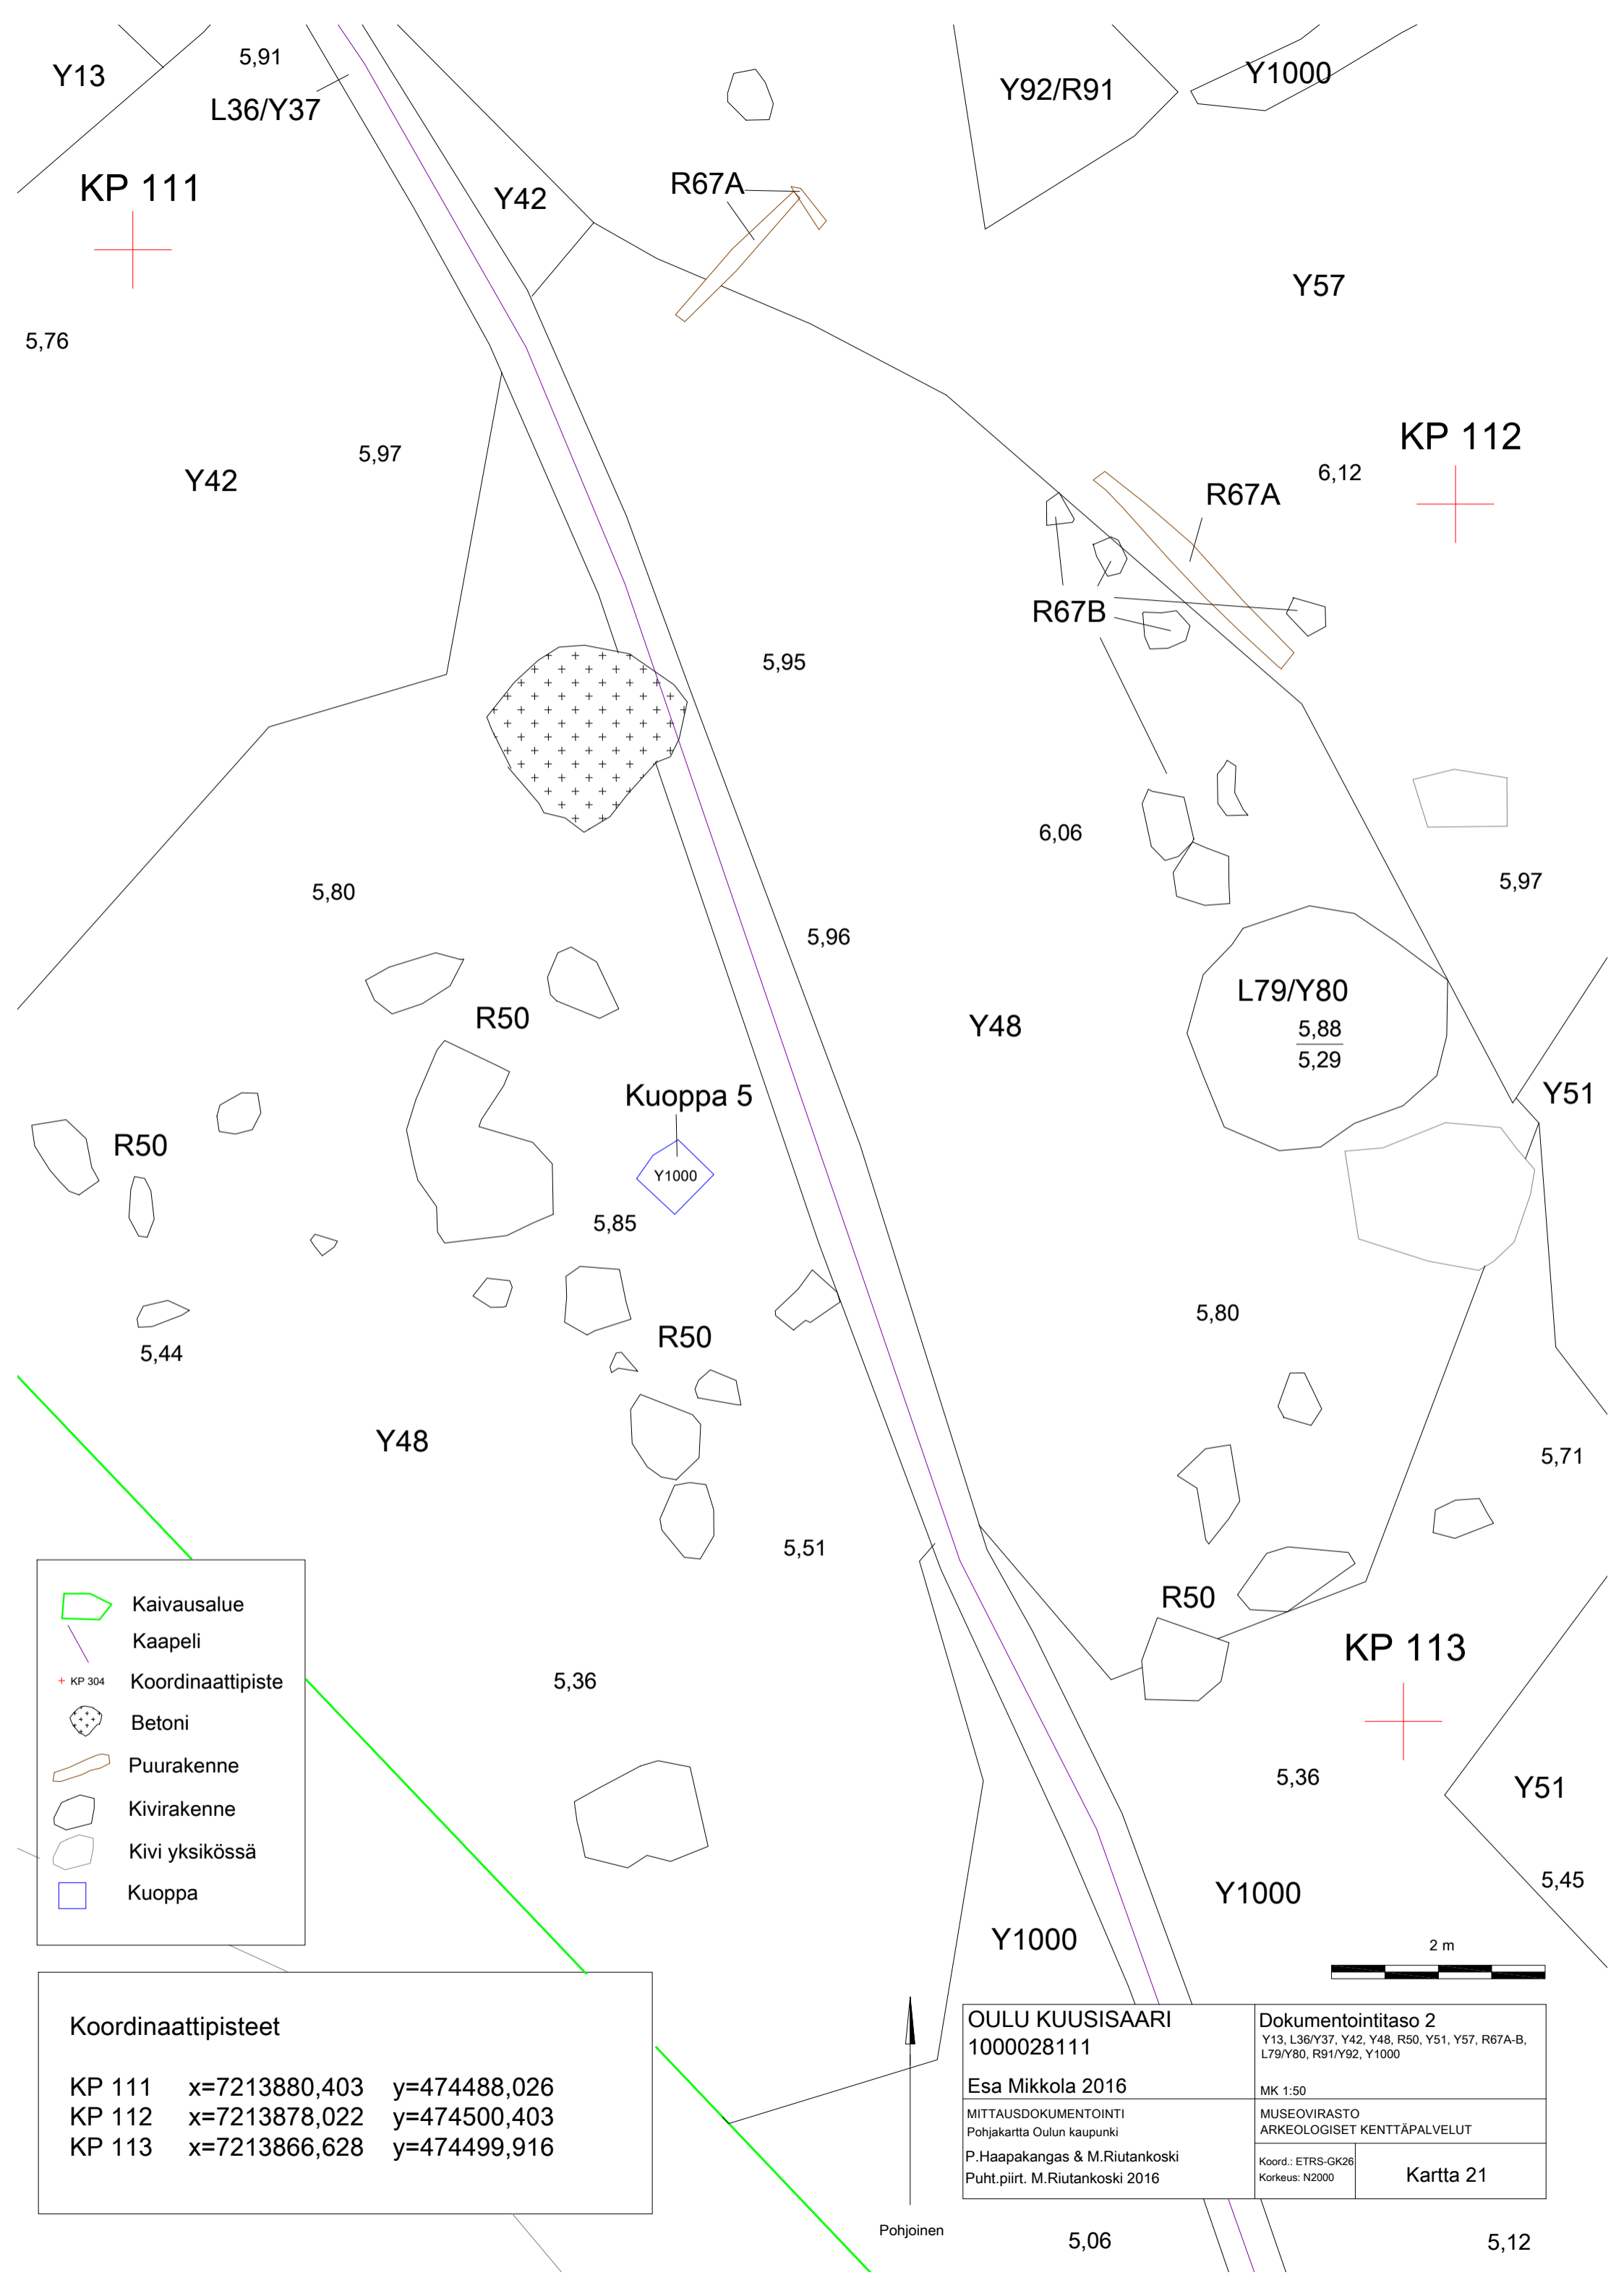 5,91
Y13
L36/Y37
Y92/R91
Y1000
KP 111
Y42
R67A
Y57
5,76
5,97
Y42
KP 112
6,12
R67A
R67B
5,95
6,06
5,97
5,80
5,96
R50
L79/Y80
5,88
5,29
Y48
Kuoppa 5
Y1000
Y51
R50
5,85
5,80
R50
5,44
Y48
5,71
5,51
R50
KP 113
5,36
5,36
Y51
5,45
Y1000
Y1000
Kaivausalue
Kaapeli
KP 304 Koordinaattipiste
Betoni
Puurakenne
Kivirakenne
Kivi yksikössä
Kuoppa
2 m
Koordinaattipisteet
KP 111 x=7213880,403 y=474488,026
KP 112 x=7213878,022 y=474500,403
KP 113 x=7213866,628 y=474499,916
Pohjoinen
OULU KUUSISAARI
1000028111
Esa Mikkola 2016
Dokumentointitaso 2
Y13, L36/Y37, Y42, Y48, R50, Y51, Y57, R67A-B,
L79/Y80, R91/Y92, Y1000
MK 1:50
MITTAUSDOKUMENTOINTI
Pohjakartta Oulun kaupunki
P.Haapakangas & M.Riutankoski
Puht.piirt. M.Riutankoski 2016
MUSEOVIRASTO
ARKEOLOGISET KENTTÄPALVELUT
Koord.: ETRS-GK26
Korkeus: N2000
Kartta 21
5,06
5,12